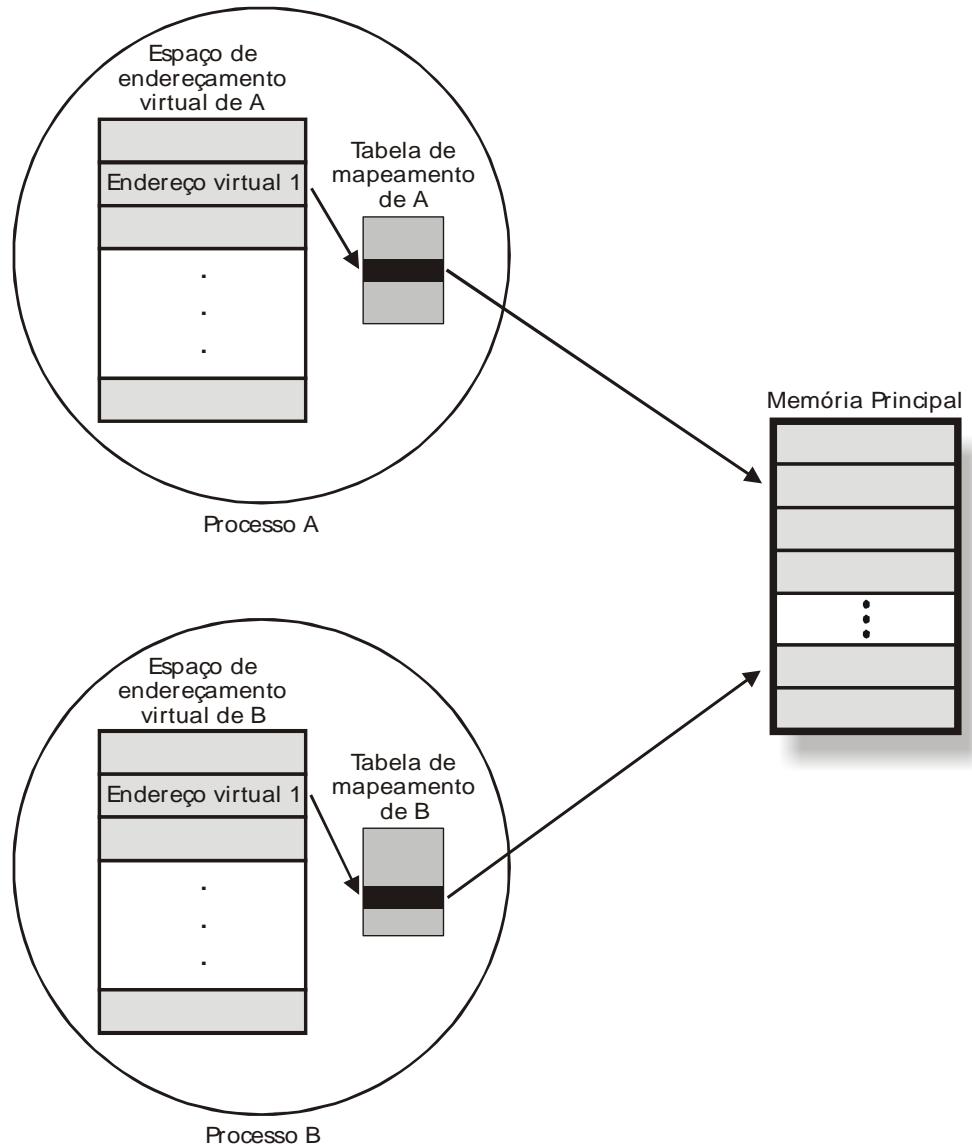 Espaço de
endereçamento
virtual de A
Endereço virtual 1
Tabela de
mapeamento
de A
Processo A
Memória Principal
Espaço de
endereçamento
virtual de B
Endereço virtual 1
Tabela de
mapeamento
de B
Processo B